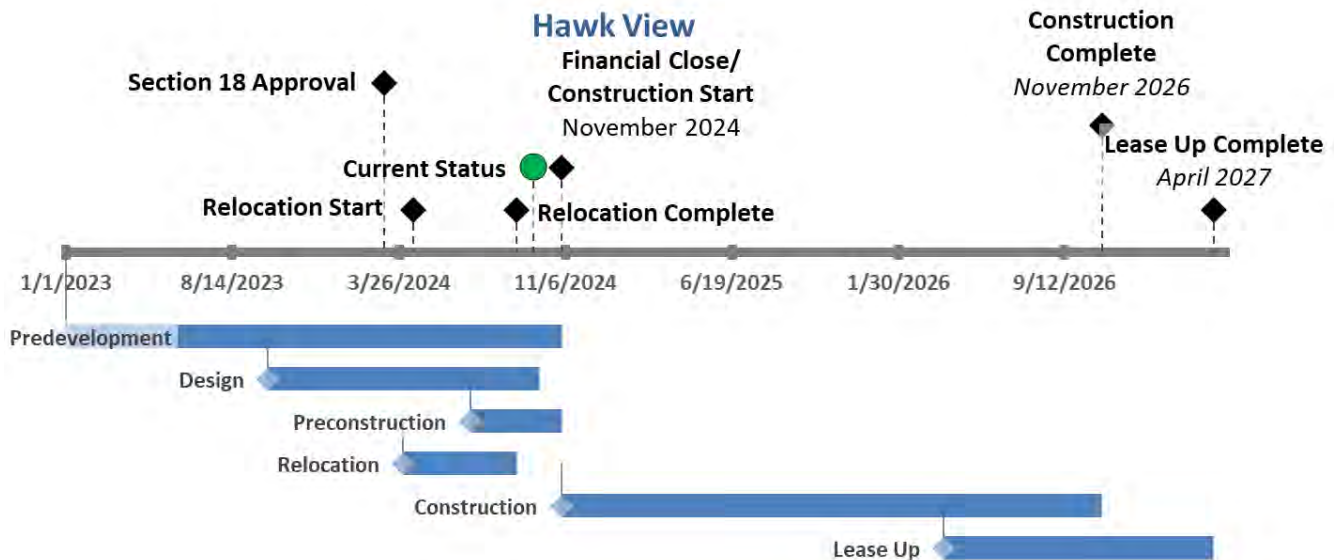 Hawk View
Construction
Complete
November 2026
Financial Close/
Construction Start
November 2024
Section 18 Approval
Lease Up Complete
April 2027
Current Status
Relocation Start
Relocation Complete
1/1/2023 8/14/2023 3/26/2024 11/6/2024 6/19/2025 1/30/2026 9/12/2026
Predevelopment
Design
Preconstruction
Relocation
Construction
Lease Up